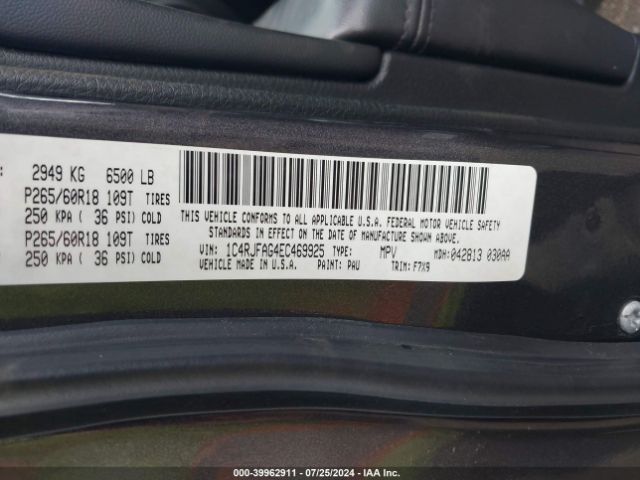 : 2949 KG 6500 LB
P265/60R18 109T TIRES
250 KPA ( 36 PSI) COLD
P265/60R18 109T TIRES
250 KPA ( 36 PSI) COLD
THIS VEHICLE CONFORMS TO ALL APPLICABLE U.S.A. FEDERAL MOTOR VEHICLE SAFETY
STANDARDS IN EFFECT ON THE DATE OF MANUFACTURE SHOWN ABOVE.
VIN: 1C4RJFAG4EC469925 TYPE: MPV MDH:042813 030AA
VEHICLE MADE IN U.S.A. PAINT: PAU TRIM: F7X9
000-39962911 - 07/25/2024 - IAA Inc.